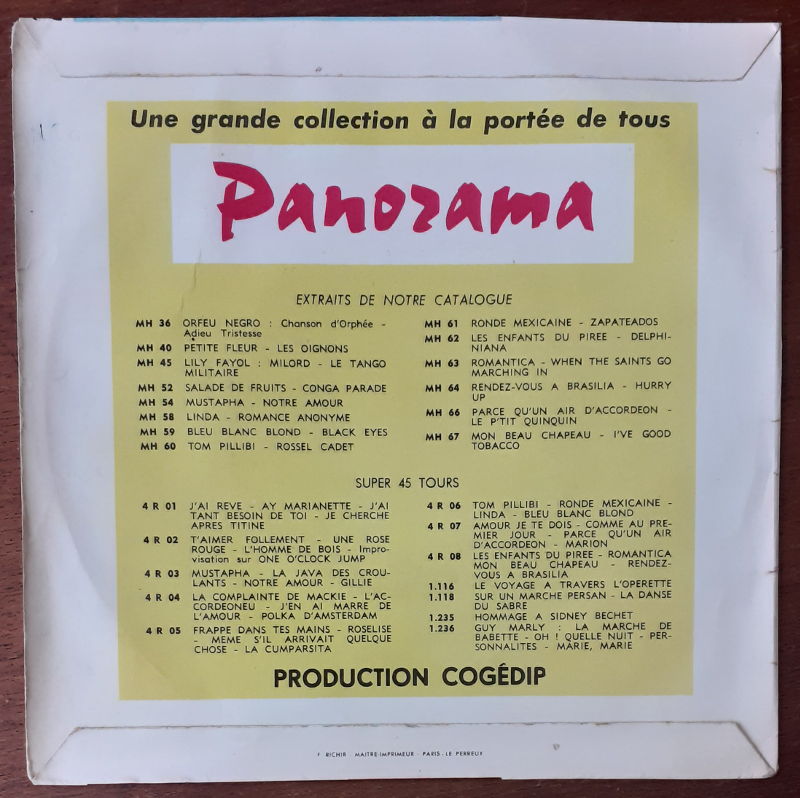 Une grande collection à la portée de tous
Panorama
EXTRAITS DE NOTRE CATALOGUE
MH 36 ORFEU NEGRO : Chanson d'Orphée -
Adieu Tristesse
MH 40 PETITE FLEUR - LES OIGNONS
MH 45 LILY FAYOL : MILORD - LE TANGO
MILITAIRE
MH 52 SALADE DE FRUITS - CONGA PARADE
MH 54 MUSTAPHA - NOTRE AMOUR
MH 58 LINDA - ROMANCE ANONYME
MH 59 BLEU BLANC BLOND - BLACK EYES
MH 60 TOM PILLIBI - ROSSEL CADET
MH 61 RONDE MEXICAINE - ZAPATEADOS
MH 62 LES ENFANTS DU PIREE - DELPHI-
NIANA
MH 63 ROMANTICA - WHEN THE SAINTS GO
MARCHING IN
MH 64 RENDEZ-VOUS A BRASILIA - HURRY
UP
MH 66 PARCE QU'UN AIR D'ACCORDEON -
LE P'TIT QUINQUIN
MH 67 MON BEAU CHAPEAU - I'VE GOOD
TOBACCO
SUPER 45 TOURS
4 R 01 J'AI REVE - AY MARIANETTE - J'AI
TANT BESOIN DE TOI - JE CHERCHE
APRES TITINE
4 R 02 T'AIMER FOLLEMENT - UNE ROSE
ROUGE - L'HOMME DE BOIS - Impro-
visation sur ONE O'CLOCK JUMP
4 R 03 MUSTAPHA - LA JAVA DES CROU-
LANTS - NOTRE AMOUR - GILLIE
4 R 04 LA COMPLAINTE DE MACKIE - L'AC-
CORDEONEU - J'EN AI MARRE DE
L'AMOUR - POLKA D'AMSTERDAM
4 R 05 FRAPPE DANS TES MAINS - ROSELISE
- MEME S'IL ARRIVAIT QUELQUE
CHOSE - LA CUMPARSITA
4 R 06 TOM PILLIBI - RONDE MEXICAINE -
LINDA - BLEU BLANC BLOND
4 R 07 AMOUR JE TE DOIS - COMME AU PRE-
MIER JOUR - PARCE QU'UN AIR
D'ACCORDEON - MARION
4 R 08 LES ENFANTS DU PIREE - ROMANTICA
MON BEAU CHAPEAU - RENDEZ-
VOUS A BRASILIA
1.116 LE VOYAGE A TRAVERS L'OPERETTE
1.118 SUR UN MARCHE PERSAN - LA DANSE
DU SABRE
1.235 HOMMAGE A SIDNEY BECHET
1.236 GUY MARLY : LA MARCHE DE
BABETTE - OH ! QUELLE NUIT - PER-
SONNALITES - MARIE, MARIE
PRODUCTION COGÉDIP
F. RICHIR - MAITRE-IMPRIMEUR - PARIS - LE PERREUX